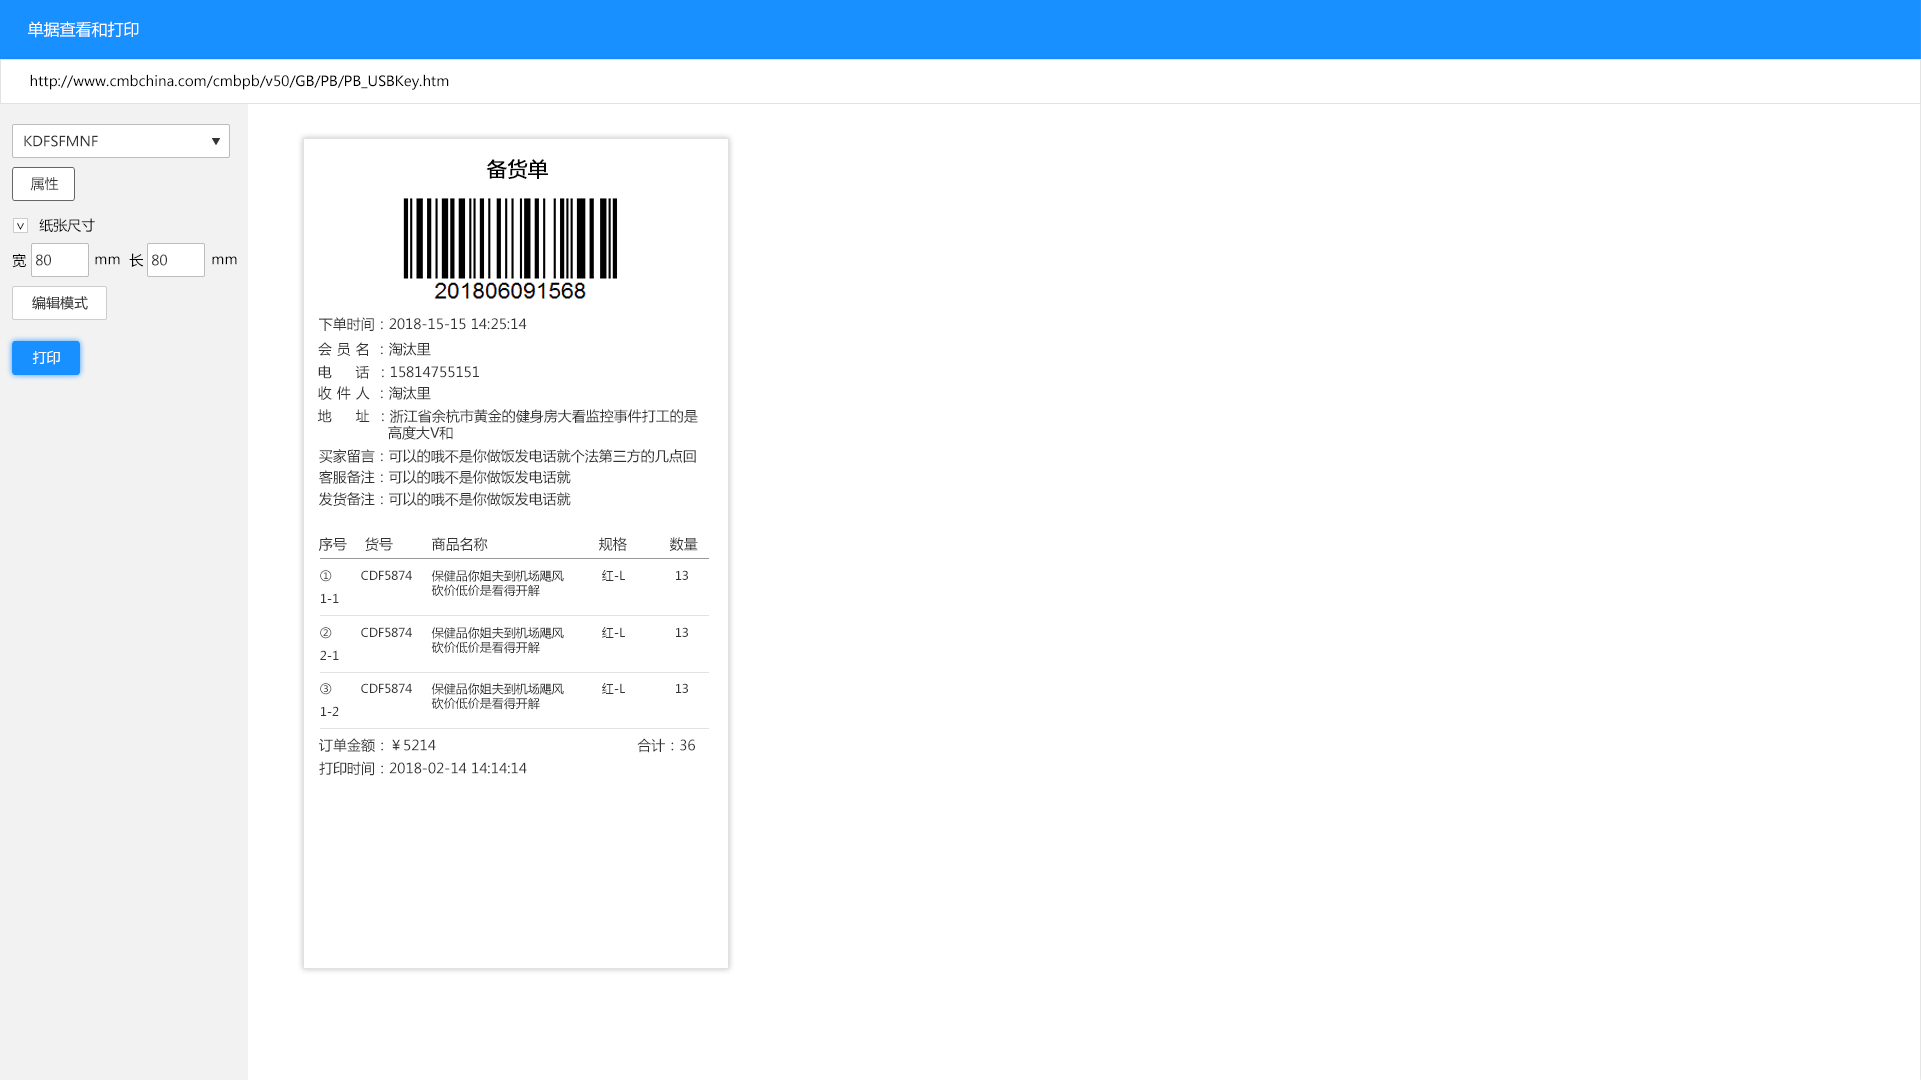 单据查看和打印
http://www.cmbchina.com/cmbpb/v50/GB/PB/PB_USBKey.htm
KDFSFMNF
属性
纸张尺寸
宽 80 mm 长 80 mm
编辑模式
打印
备货单
201806091568
下单时间：2018-15-15 14:25:14
会 员 名 ：淘汰里
电 话 ：15814755151
收 件 人 ：淘汰里
地 址 ：浙江省余杭市黄金的健身房大看监控事件打工的是
高度大V和
买家留言：可以的哦不是你做饭发电话就个法第三方的几点回
客服备注：可以的哦不是你做饭发电话就
发货备注：可以的哦不是你做饭发电话就
序号 货号 商品名称 规格 数量
① CDF5874 保健品你姐夫到机场飓风 红-L 13
砍价低价是看得开解
1-1
② CDF5874 保健品你姐夫到机场飓风 红-L 13
砍价低价是看得开解
2-1
③ CDF5874 保健品你姐夫到机场飓风 红-L 13
砍价低价是看得开解
1-2
订单金额：￥5214 合计：36
打印时间：2018-02-14 14:14:14